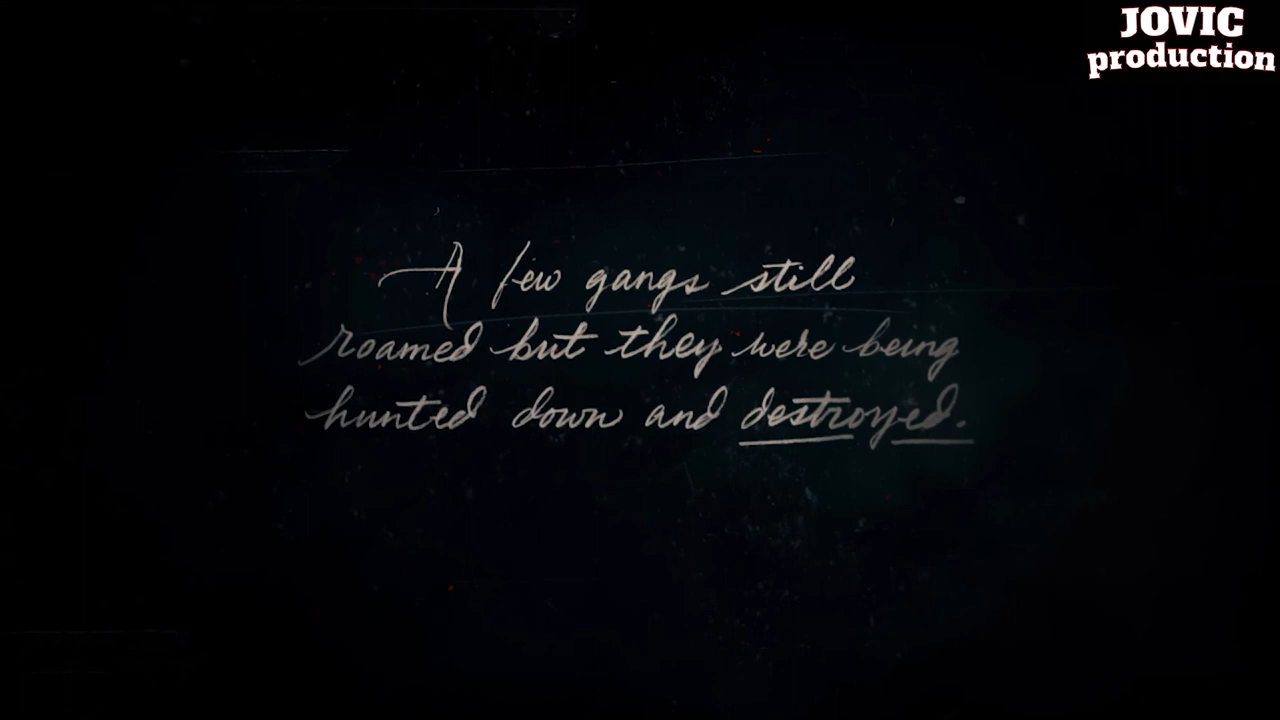 JOVIC
production
A few gangs still
roamed but they were being
hunted down and destroyed.